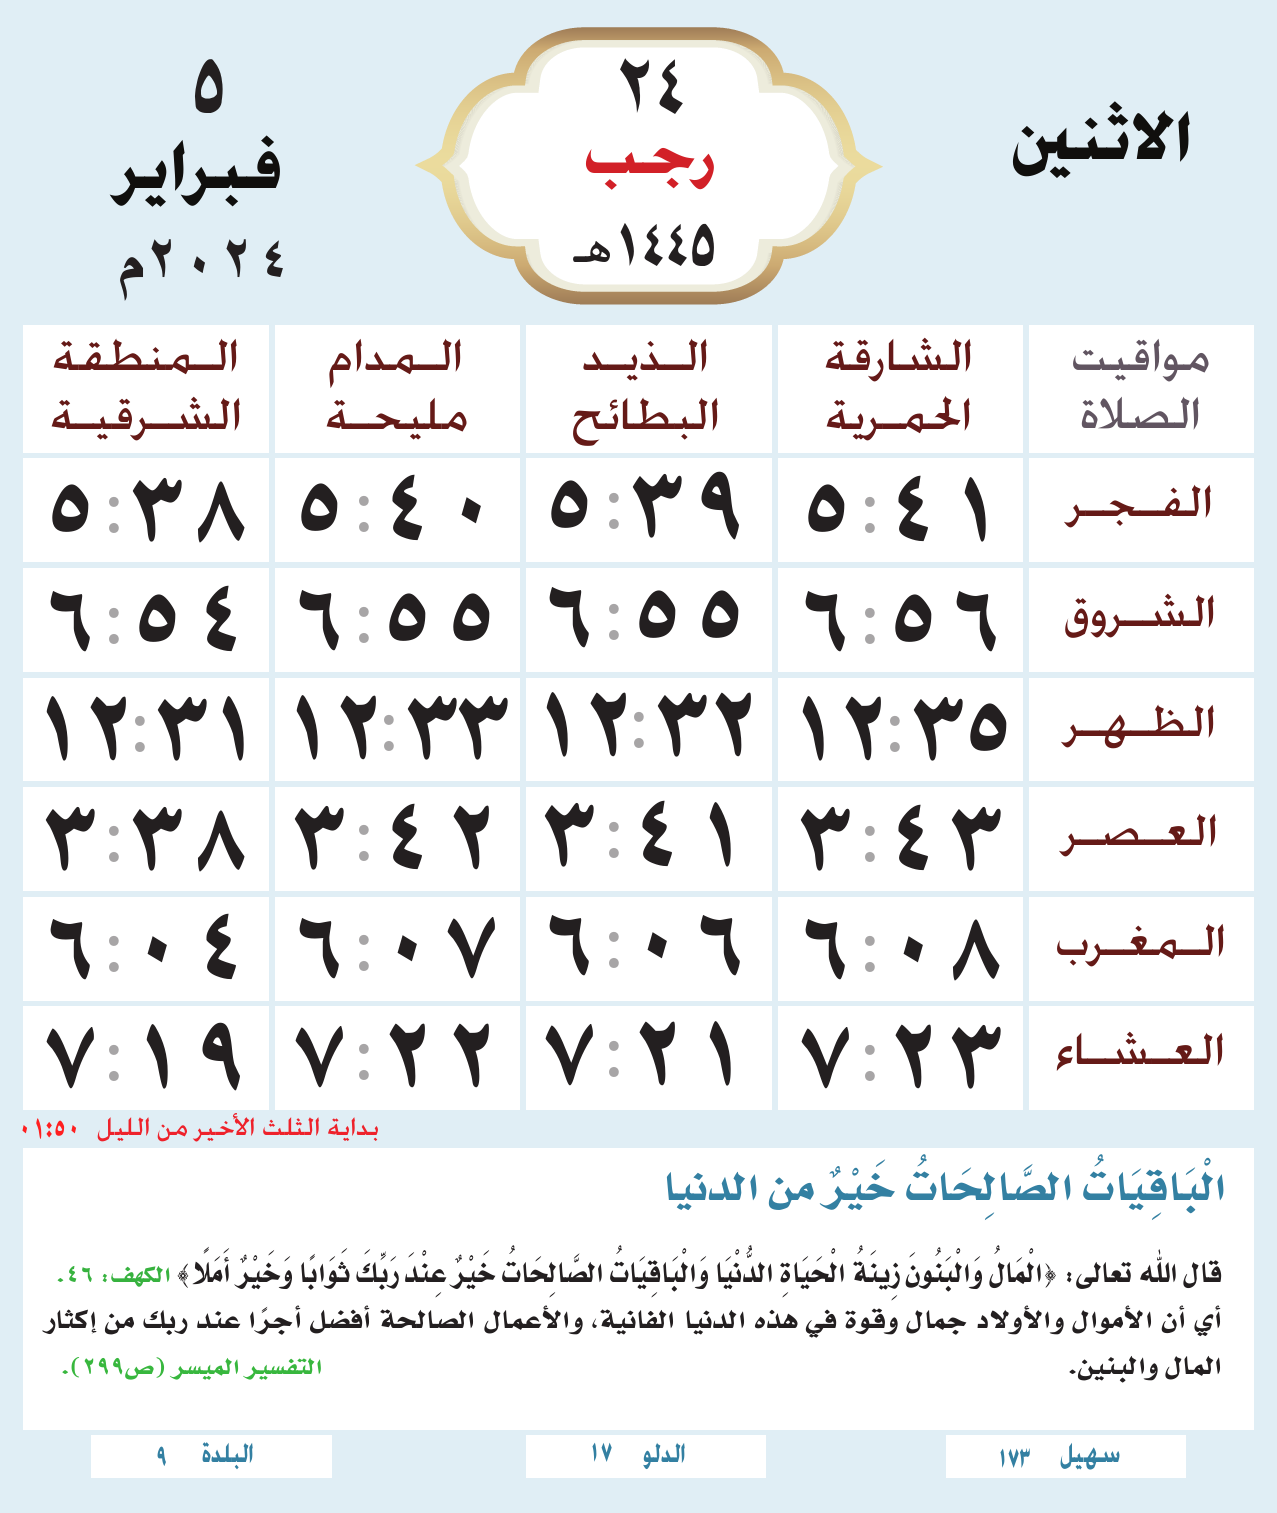 الاثنين
٢٤
رجب
١٤٤٥هـ
٥
فبراير
٢٠٢٤م
مواقيت الصلاة
الشارقة الحمرية
الذيد البطائح
المدام مليحة
المنطقة الشرقية
الفجر ٥:٤١ ٥:٣٩ ٥:٤٠ ٥:٣٨
الشروق ٦:٥٦ ٦:٥٥ ٦:٥٥ ٦:٥٤
الظهر ١٢:٣٥ ١٢:٣٢ ١٢:٣٣ ١٢:٣١
العصر ٣:٤٣ ٣:٤١ ٣:٤٢ ٣:٣٨
المغرب ٦:٠٨ ٦:٠٦ ٦:٠٧ ٦:٠٤
العشاء ٧:٢٣ ٧:٢١ ٧:٢٢ ٧:١٩
بداية الثلث الأخير من الليل ٠١:٥٠
الْبَاقِيَاتُ الصَّالِحَاتُ خَيْرٌ من الدنيا
قال الله تعالى: ﴿الْمَالُ وَالْبَنُونَ زِينَةُ الْحَيَاةِ الدُّنْيَا وَالْبَاقِيَاتُ الصَّالِحَاتُ خَيْرٌ عِنْدَ رَبِّكَ ثَوَابًا وَخَيْرٌ أَمَلًا﴾ الكهف: ٤٦.
أي أن الأموال والأولاد جمال وقوة في هذه الدنيا الفانية، والأعمال الصالحة أفضل أجرًا عند ربك من إكثار
المال والبنين. التفسير الميسر (ص٢٩٩).
سهيل ١٧٣
الدلو ١٧
البلدة ٩